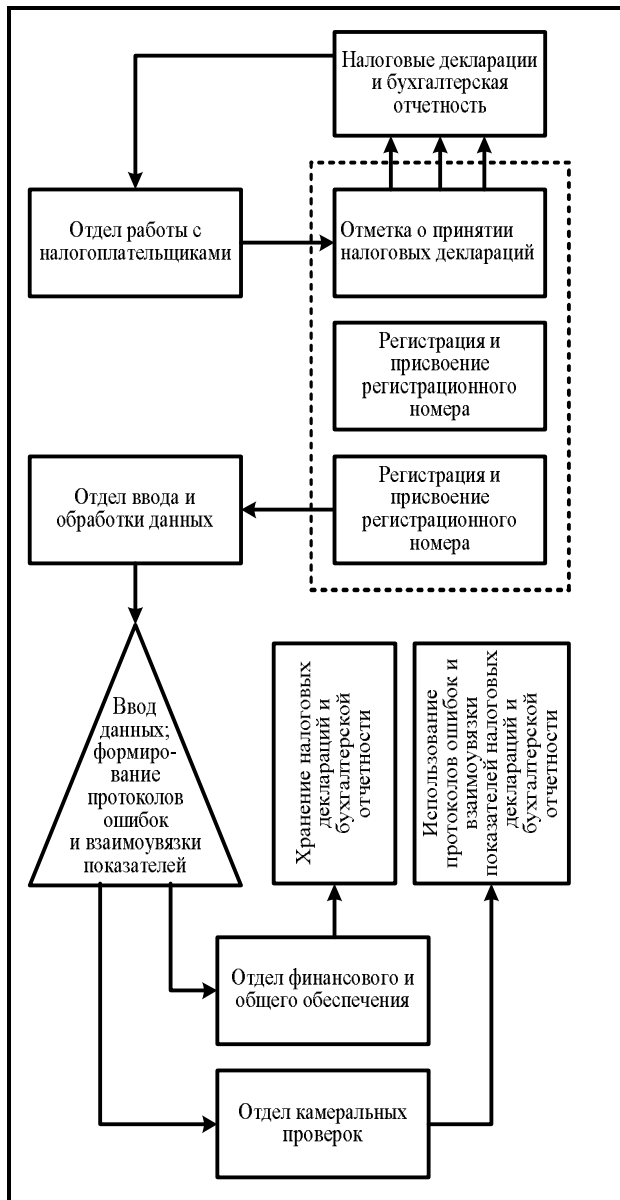 Налоговые декларации
и бухгалтерская
отчетность
Отдел работы с
налогоплательщиками
Отметка о принятии
налоговых деклараций
Регистрация и
присвоение
регистрационного
номера
Отдел ввода и
обработки данных
Регистрация и
присвоение
регистрационного
номера
Ввод
данных;
формиро-
вание
протоколов
ошибок
и взаимоувязки
показателей
Хранение налоговых
деклараций и
бухгалтерской
отчетности
Использование
протоколов ошибок и
взаимоувязки
показателей налоговых
деклараций и
бухгалтерской
отчетности
Отдел финансового и
общего обеспечения
Отдел камеральных
проверок